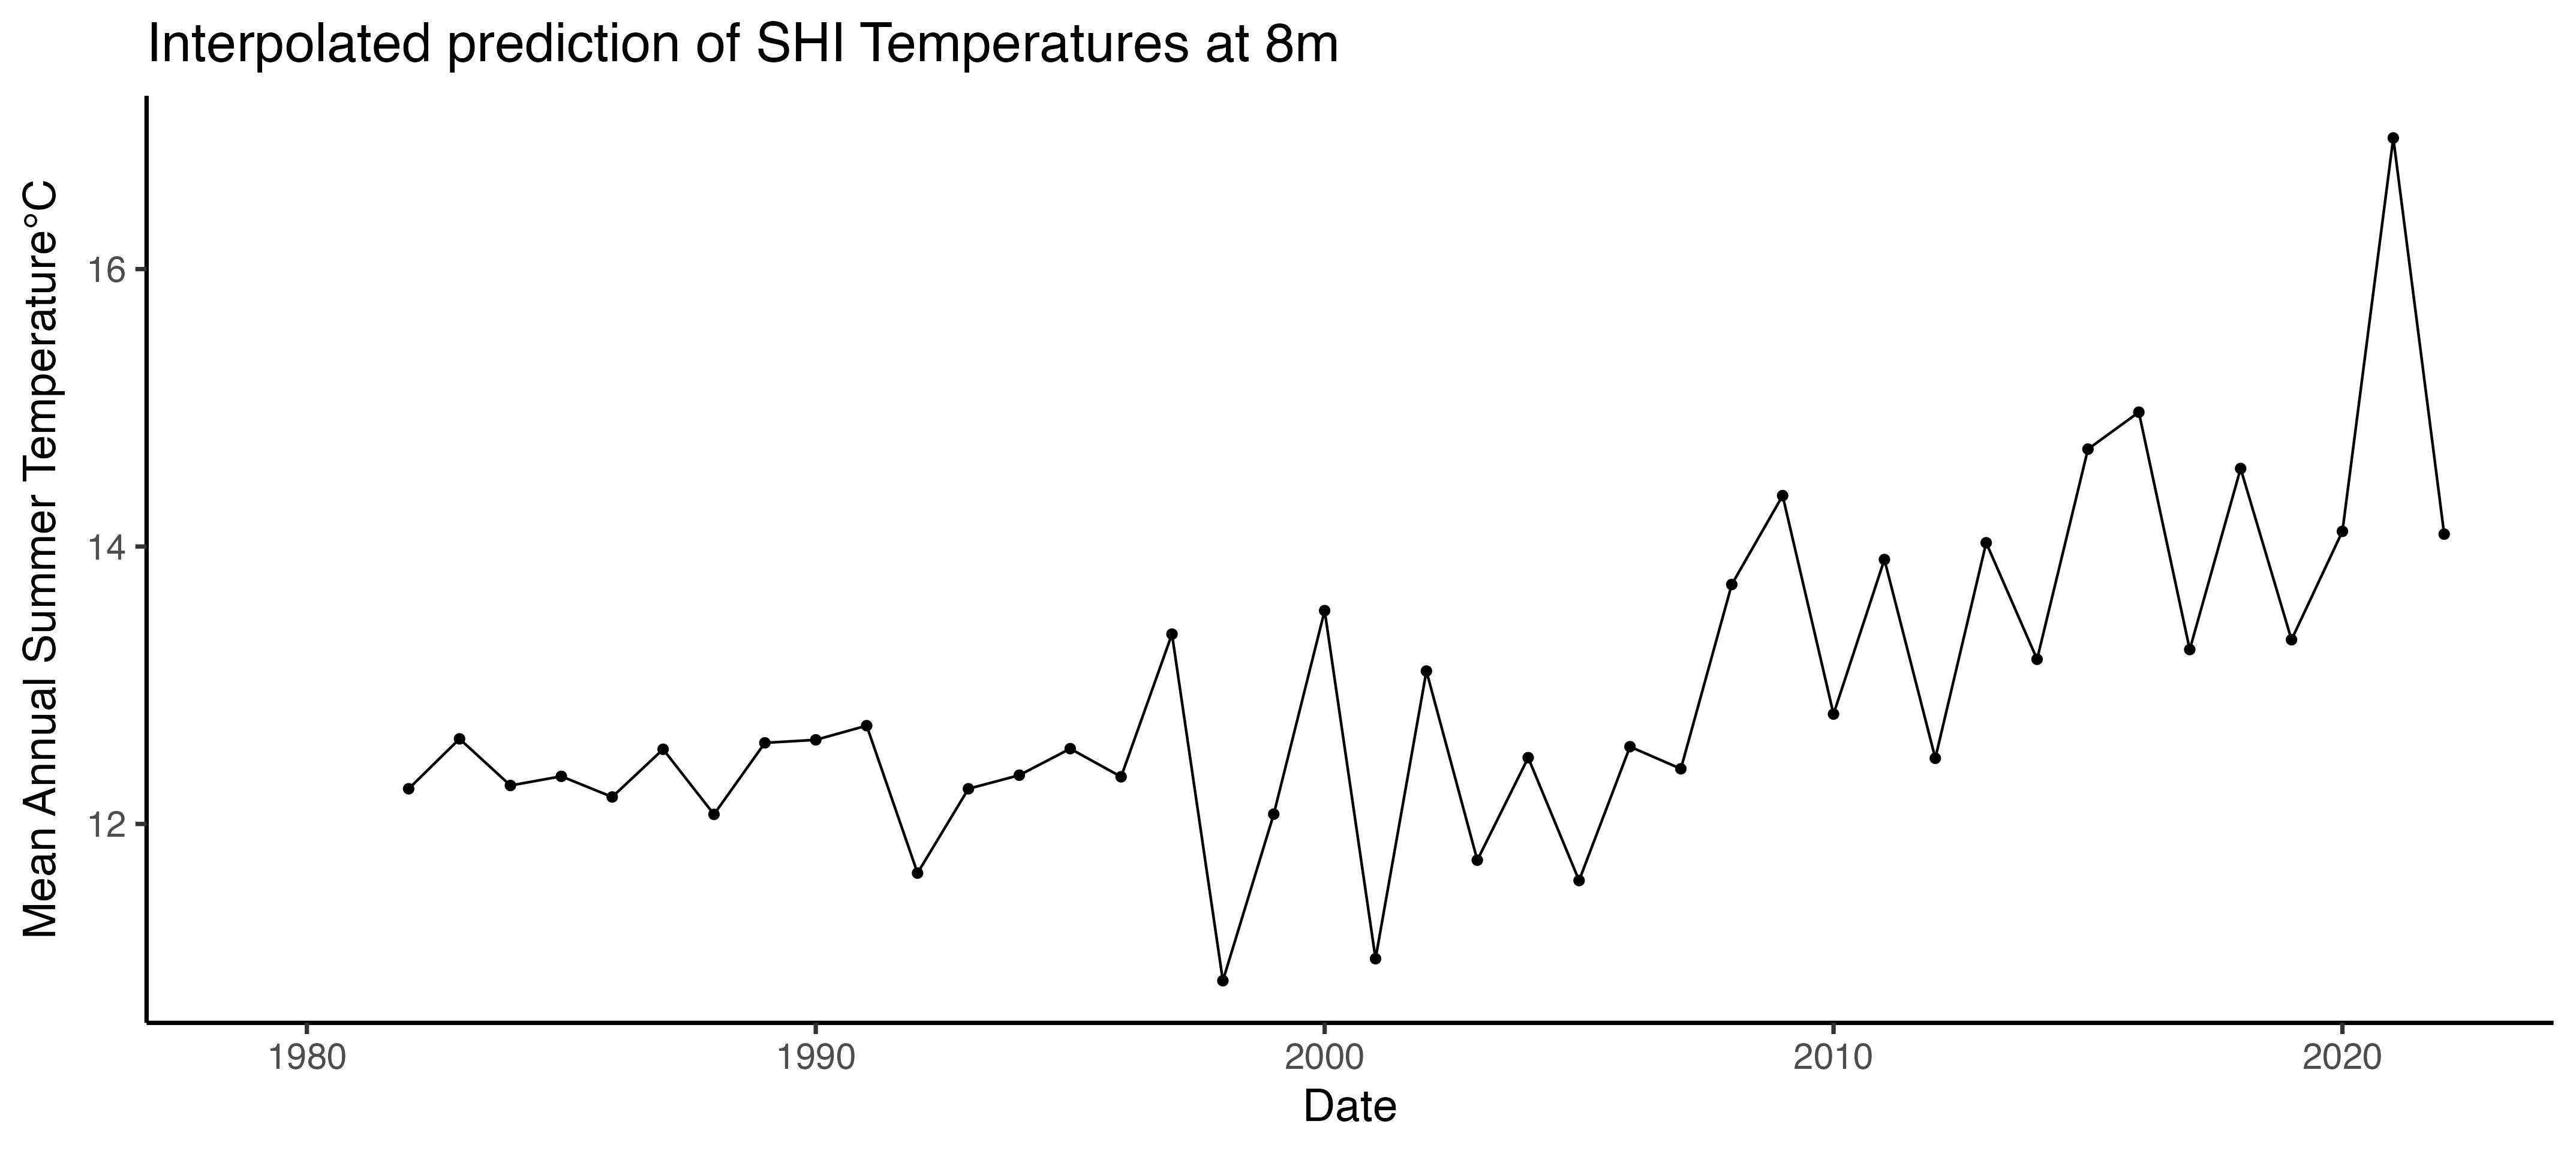 Interpolated prediction of SHI Temperatures at 8m
Mean Annual Summer Temperature°C
16
14
12
1980
1990
2000
2010
2020
Date